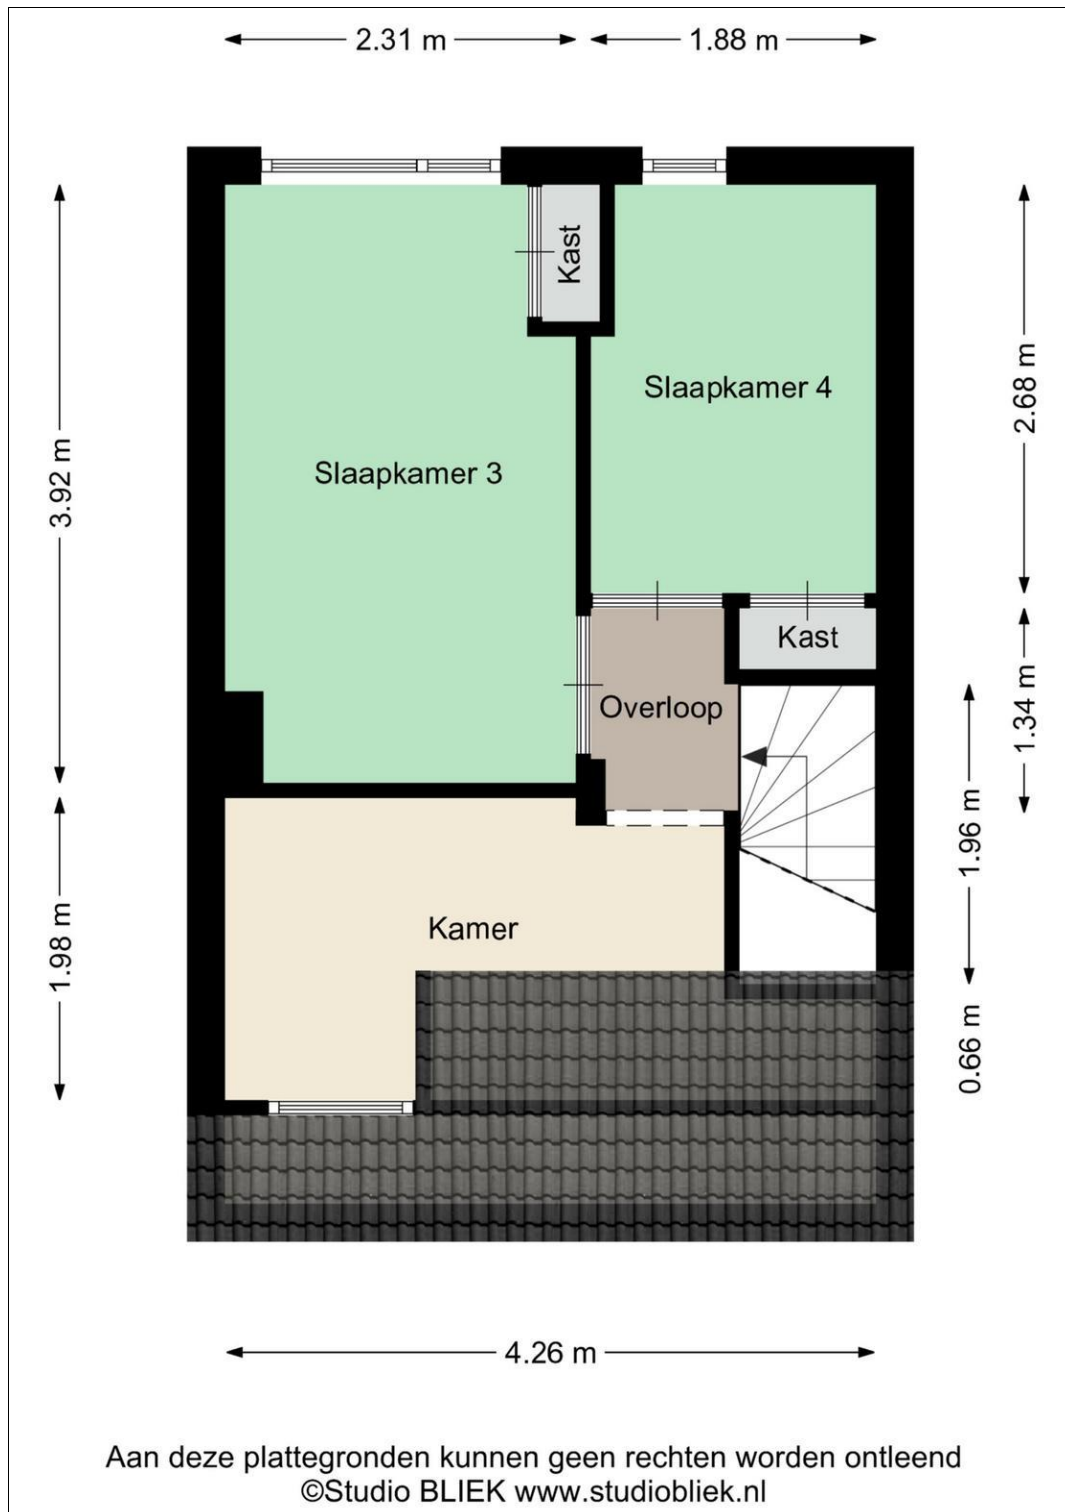 2.31 m
1.88 m
Kast
2.68 m
Slaapkamer 4
3.92 m
Slaapkamer 3
Kast
Overloop
1.34 m
1.96 m
1.98 m
Kamer
0.66 m
4.26 m
Aan deze plattegronden kunnen geen rechten worden ontleend
©Studio BLIEK www.studiobliek.nl